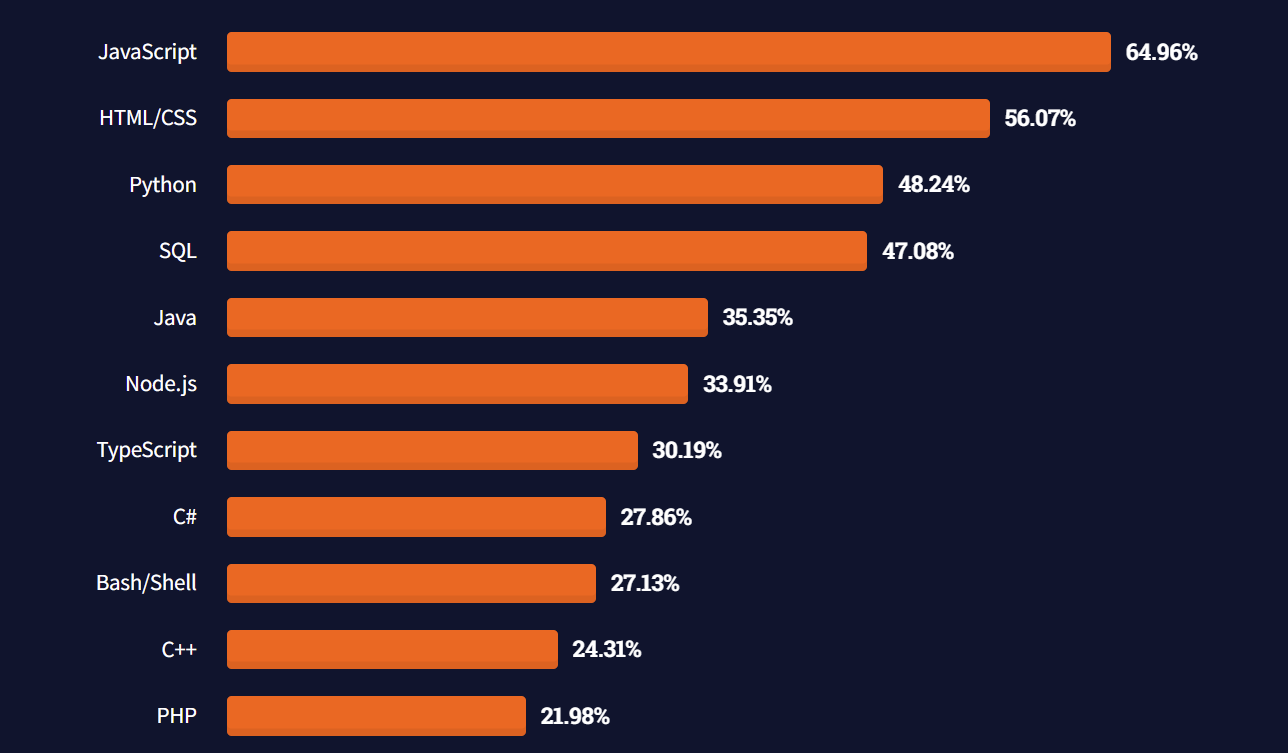 JavaScript 64.96%
HTML/CSS 56.07%
Python 48.24%
SQL 47.08%
Java 35.35%
Node.js 33.91%
TypeScript 30.19%
C# 27.86%
Bash/Shell 27.13%
C++ 24.31%
PHP 21.98%